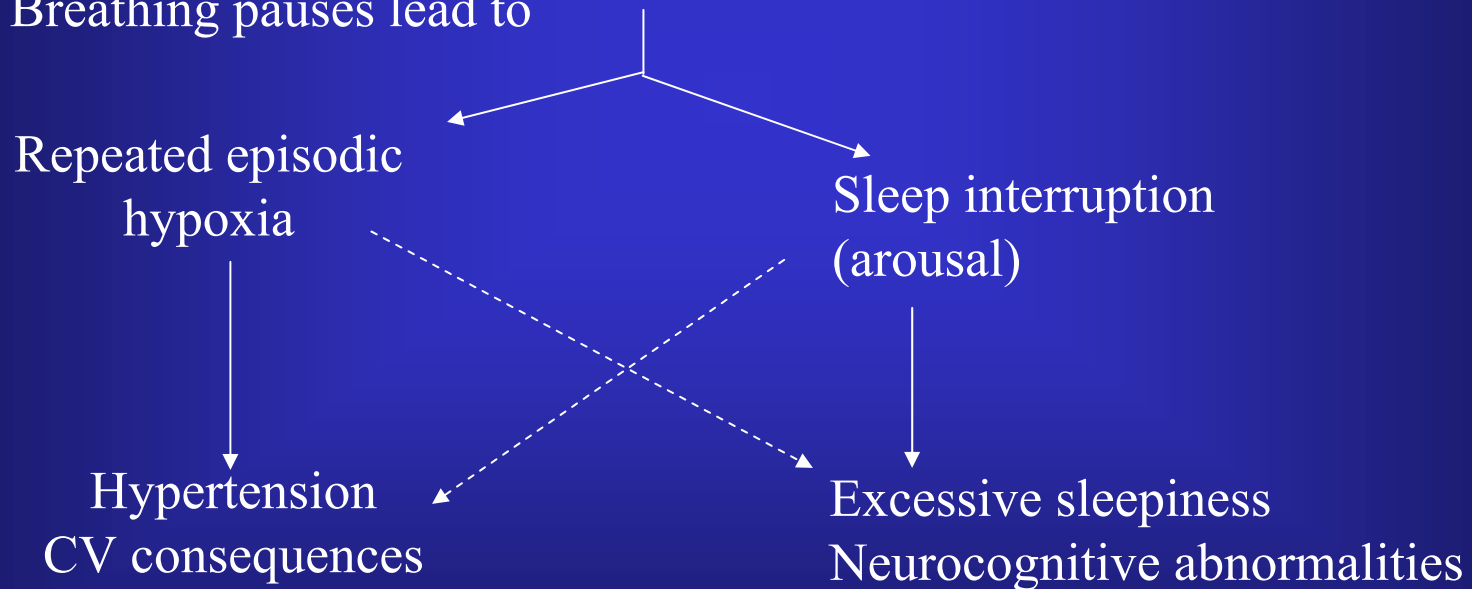 Breathing pauses lead to
Repeated episodic
hypoxia
Sleep interruption
(arousal)
Hypertension
CV consequences
Excessive sleepiness
Neurocognitive abnormalities